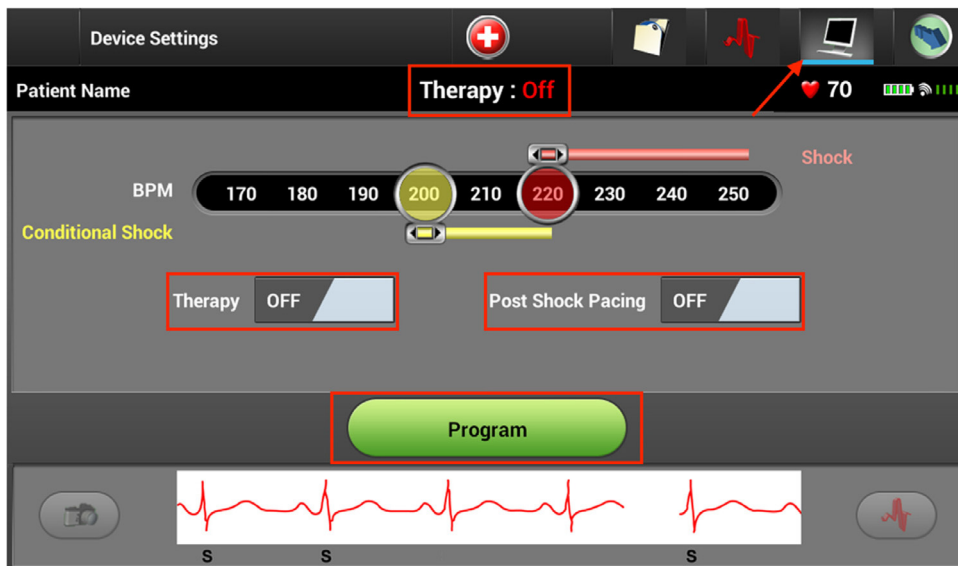 Device Settings
Patient Name
Therapy : Off
70
Shock
BPM 170 180 190 200 210 220 230 240 250
Conditional Shock
Therapy OFF
Post Shock Pacing OFF
Program
S S S